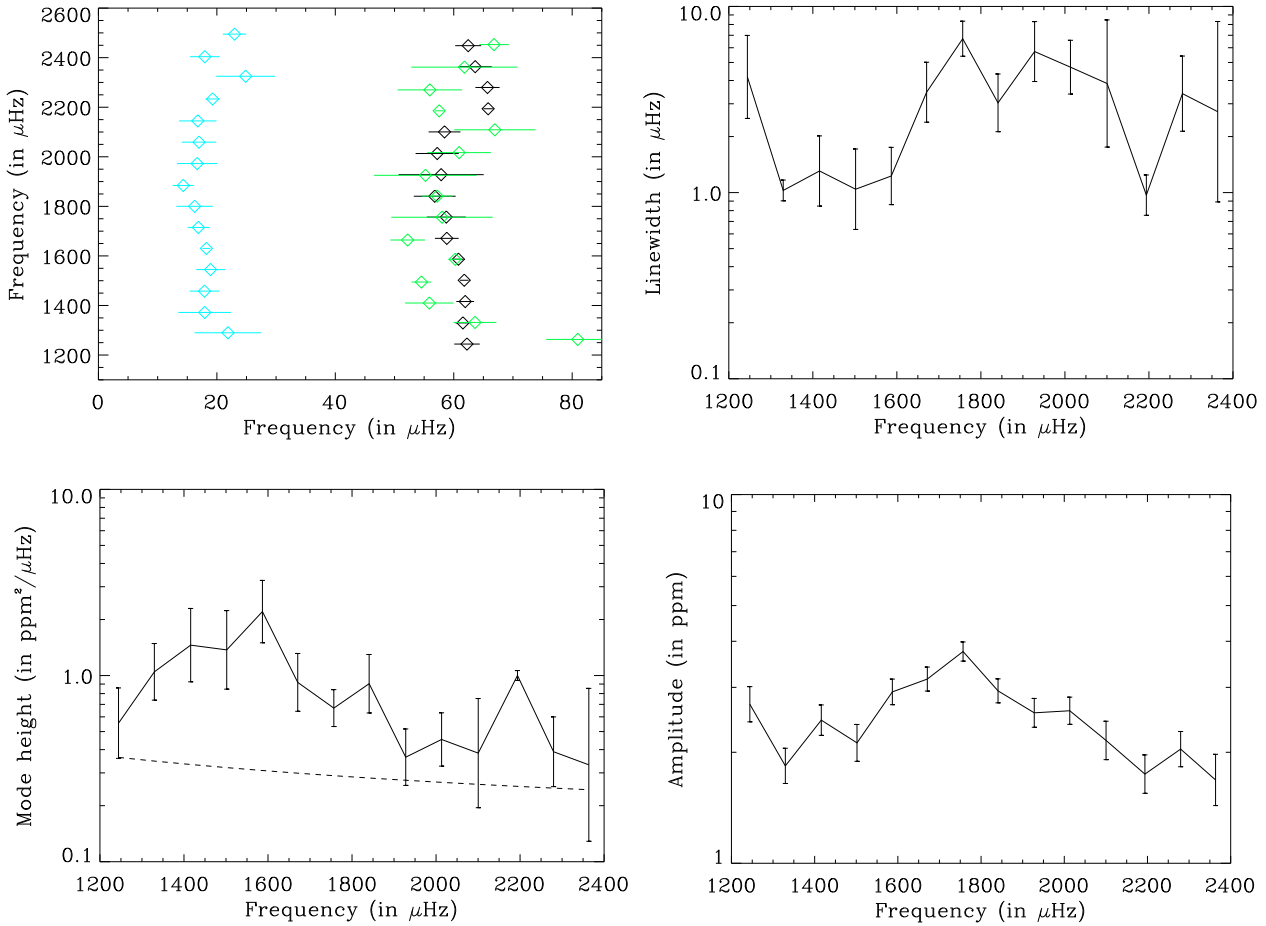 2600
2400
2200
2000
1800
1600
1400
1200
Frequency (in μHz)
0 20 40 60 80
Frequency (in μHz)
10.0
1.0
0.1
Linewidth (in μHz)
1200 1400 1600 1800 2000 2200 2400
Frequency (in μHz)
10.0
1.0
0.1
Mode height (in ppm²/μHz)
1200 1400 1600 1800 2000 2200 2400
Frequency (in μHz)
10
1
Amplitude (in ppm)
1200 1400 1600 1800 2000 2200 2400
Frequency (in μHz)